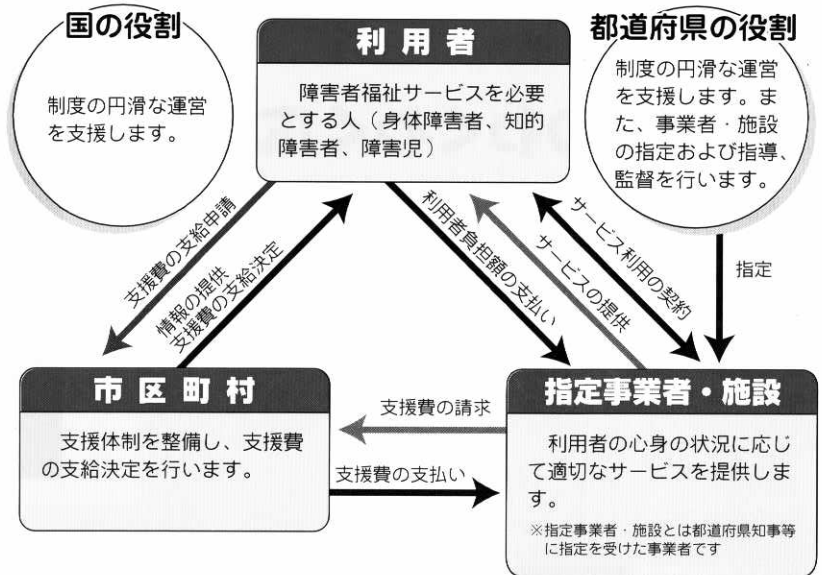 国の役割
制度の円滑な運営
を支援します。
利用者
障害者福祉サービスを必要
とする人（身体障害者、知的
障害者、障害児）
都道府県の役割
制度の円滑な運営
を支援します。ま
た、事業者・施設
の指定および指導、
監督を行います。
支援費の支給申請
情報の提供
支援費の支給決定
利用者負担額の支払い
サービスの提供
サービス利用の契約
指定
市区町村
支援体制を整備し、支援費
の支給決定を行います。
支援費の請求
支援費の支払い
指定事業者・施設
利用者の心身の状況に応じ
て適切なサービスを提供しま
す。
※指定事業者・施設とは都道府県知事等
に指定を受けた事業者です